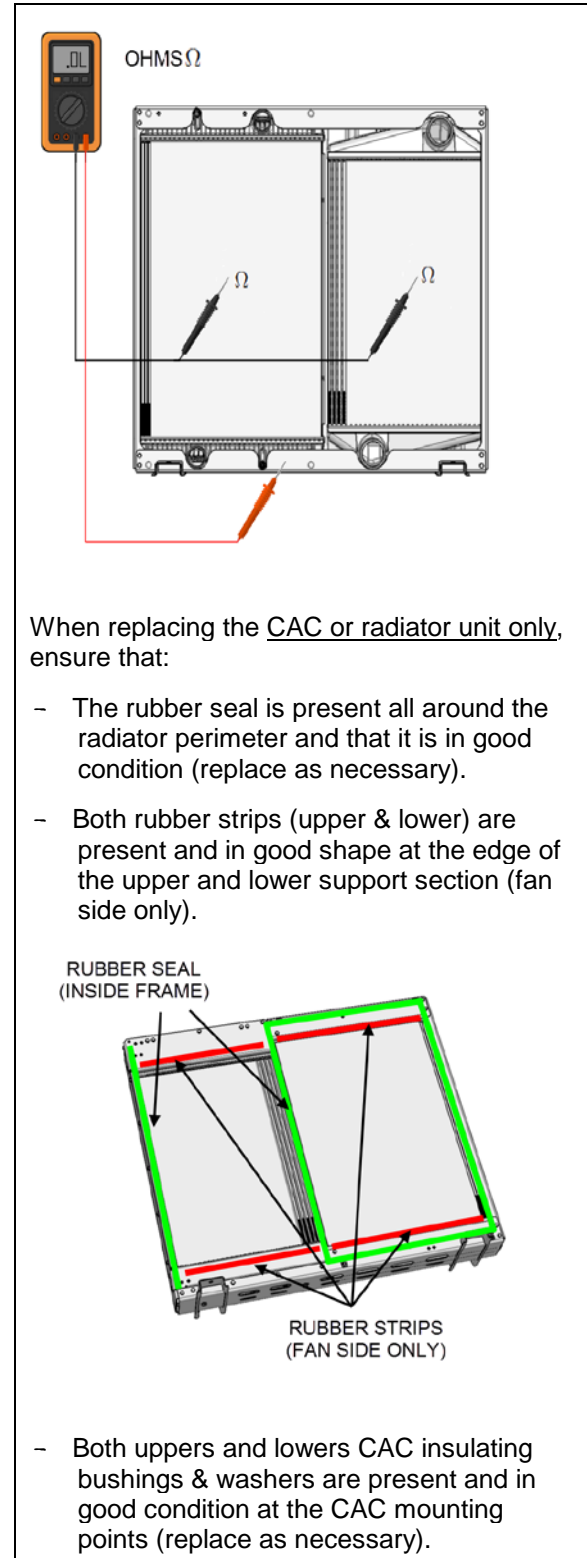 .0L
OHMS Ω
Ω
Ω
When replacing the CAC or radiator unit only,
ensure that:
- The rubber seal is present all around the
radiator perimeter and that it is in good
condition (replace as necessary).
- Both rubber strips (upper & lower) are
present and in good shape at the edge of
the upper and lower support section (fan
side only).
RUBBER SEAL
(INSIDE FRAME)
RUBBER STRIPS
(FAN SIDE ONLY)
- Both uppers and lowers CAC insulating
bushings & washers are present and in
good condition at the CAC mounting
points (replace as necessary).